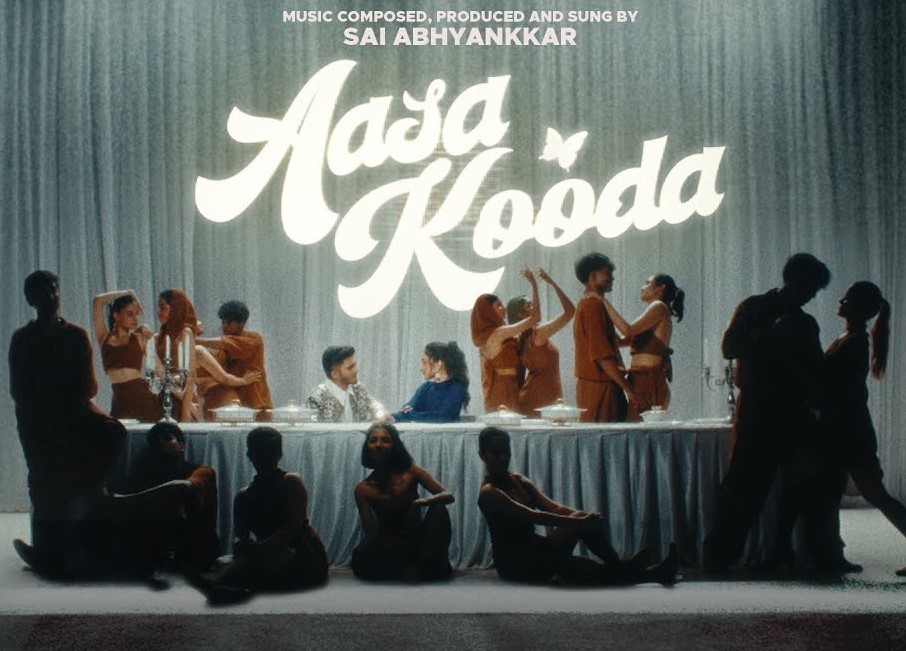 MUSIC COMPOSED, PRODUCED AND SUNG BY
SAI ABHYANKKAR
Aasa
Kooda